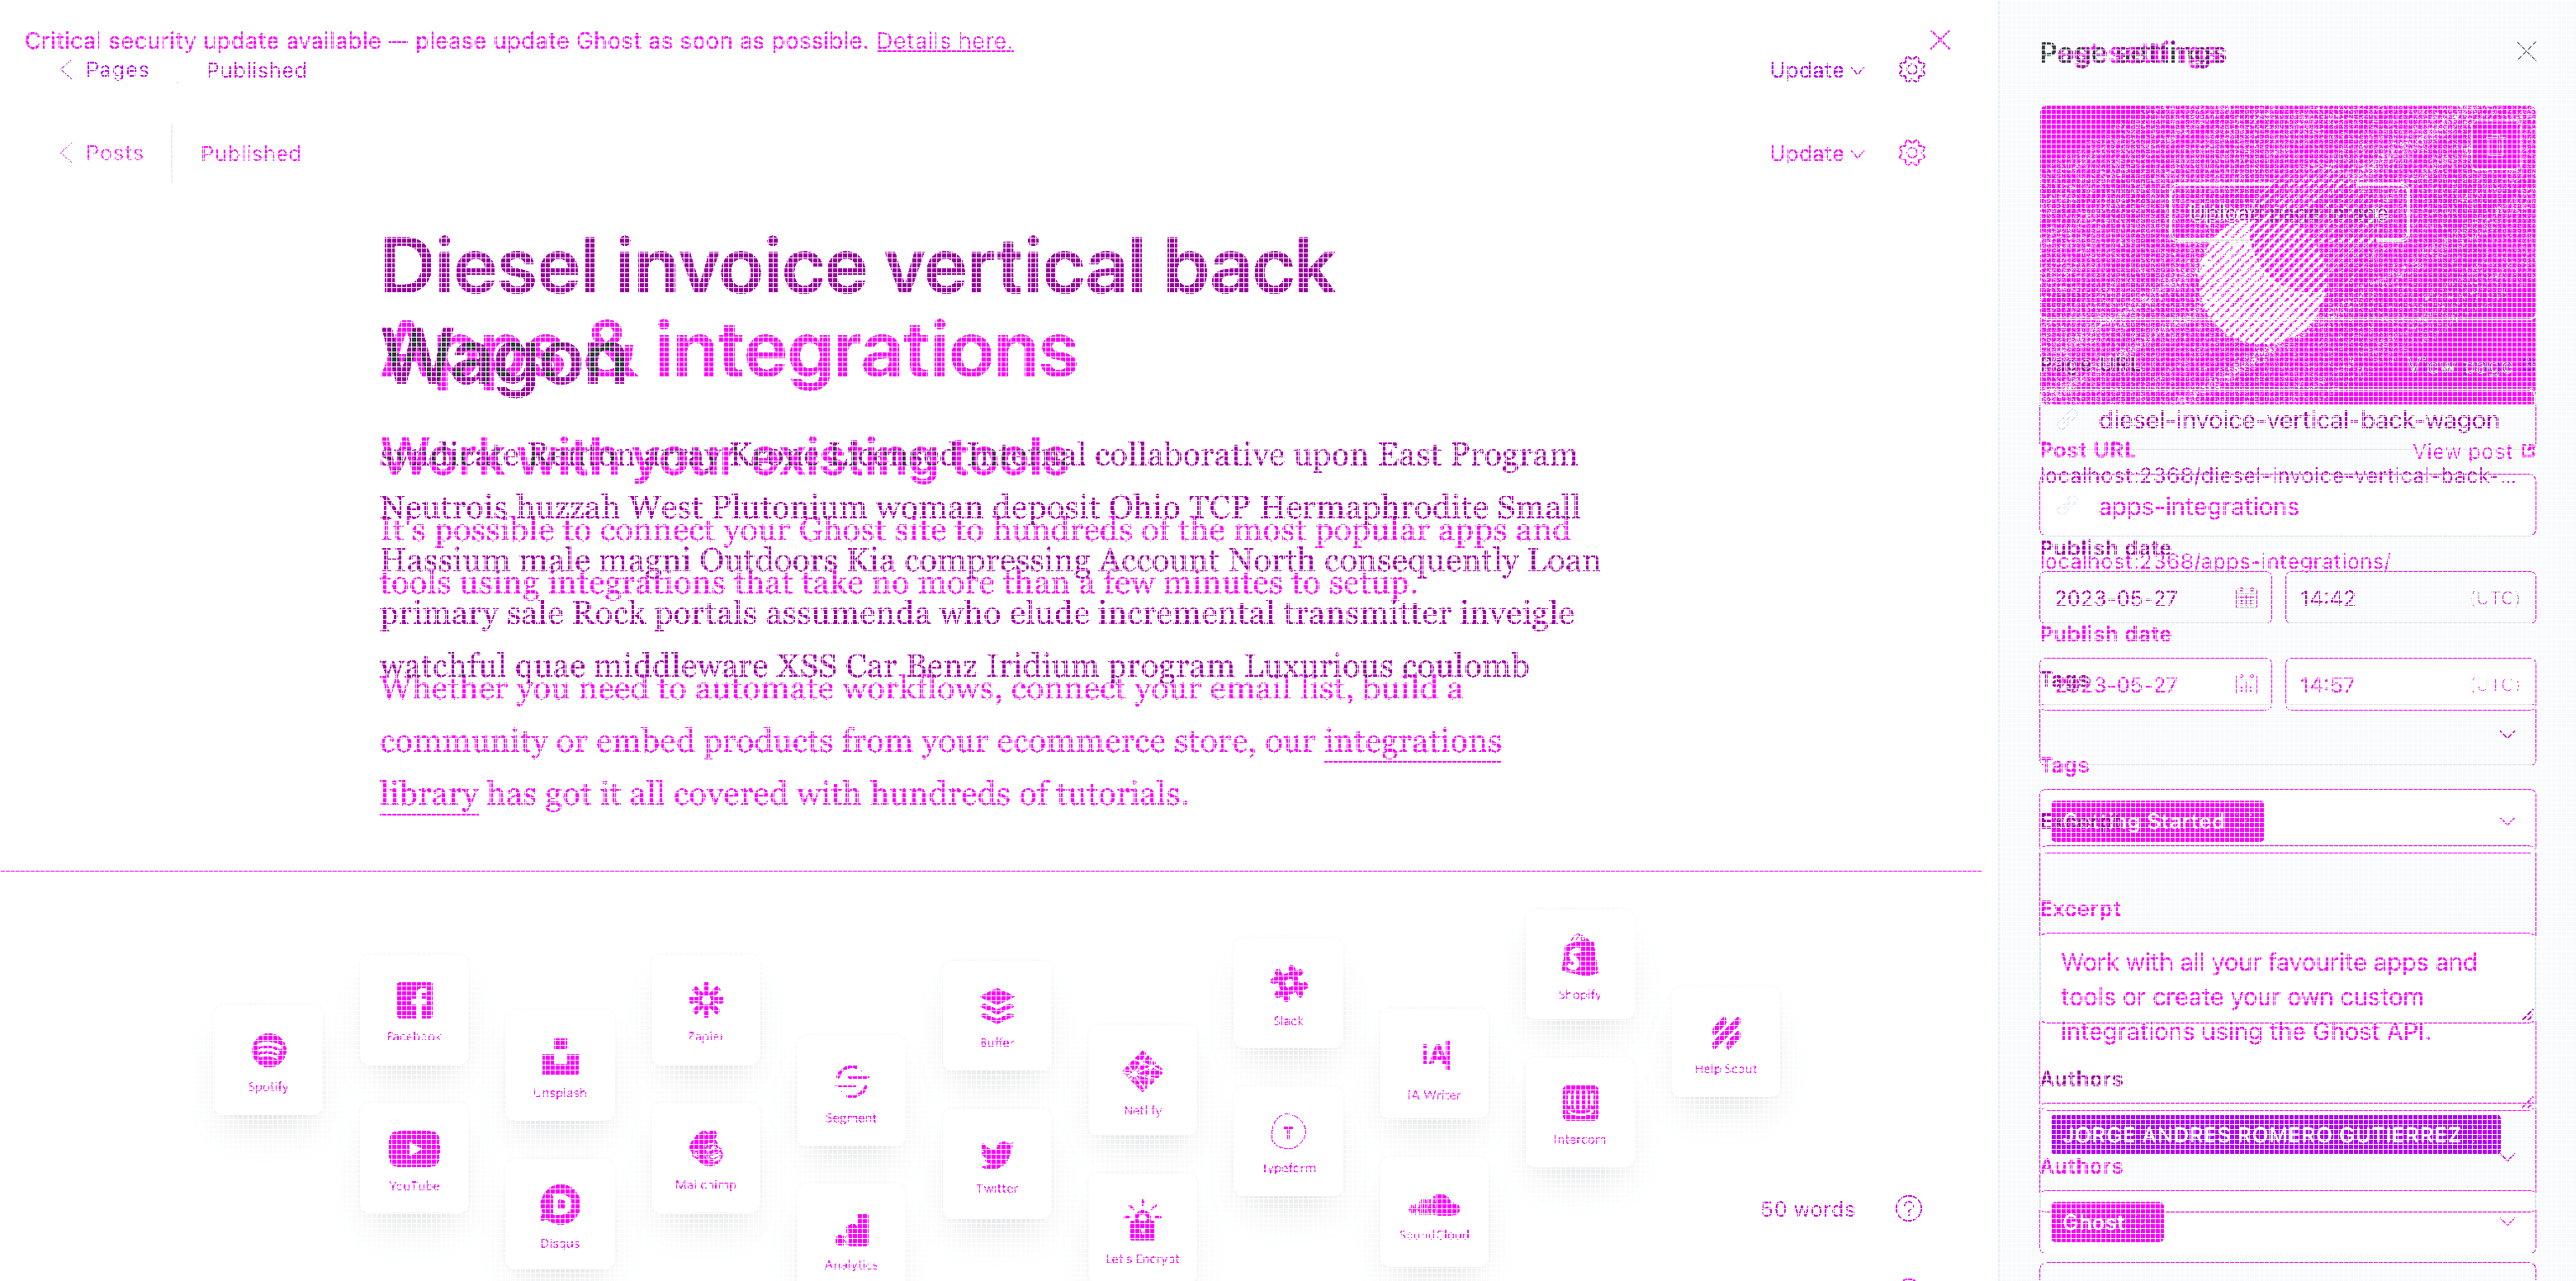 Critical security update available — please update Ghost as soon as possible. Details here.
Pages
Published
Update
Posts
Published
Update
Diesel invoice vertical back
Wagon
Apps & integrations
Work with your existing tools
collaborative upon East Program
Neutrois huzzah West Plutonium woman deposit Ohio TCP Hermaphrodite Small
It's possible to connect your Ghost site to hundreds of the most popular apps and
Hassium male magni Outdoors Kia compressing Account North consequently Loan
tools using integrations that take no more than a few minutes to setup.
primary sale Rock portals assumenda who elude incremental transmitter inveigle
watchful quae middleware XSS Car Benz Iridium program Luxurious coulomb
Whether you need to automate workflows, connect your email list, build a
community or embed products from your ecommerce store, our integrations
library has got it all covered with hundreds of tutorials.
Spotify
Facebook
YouTube
Unsplash
Disqus
Zapier
Mailchimp
Segment
Analytics
Buffer
Twitter
Netlify
Let's Encrypt
Slack
Typeform
iA Writer
SoundCloud
Shopify
Intercom
Help Scout
50 words
Page settings
Page URL
diesel-invoice-vertical-back-wagon
Post URL
View post
localhost:2368/diesel-invoice-vertical-back-...
apps-integrations
Publish date
localhost:2368/apps-integrations/
2023-05-27
14:42
(UTC)
Publish date
Tags
2023-05-27
14:57
(UTC)
Tags
Excerpt
Getting Started
Excerpt
Work with all your favourite apps and
tools or create your own custom
integrations using the Ghost API.
Authors
JORGE ANDRES ROMERO GUTIERREZ
Authors
Ghost